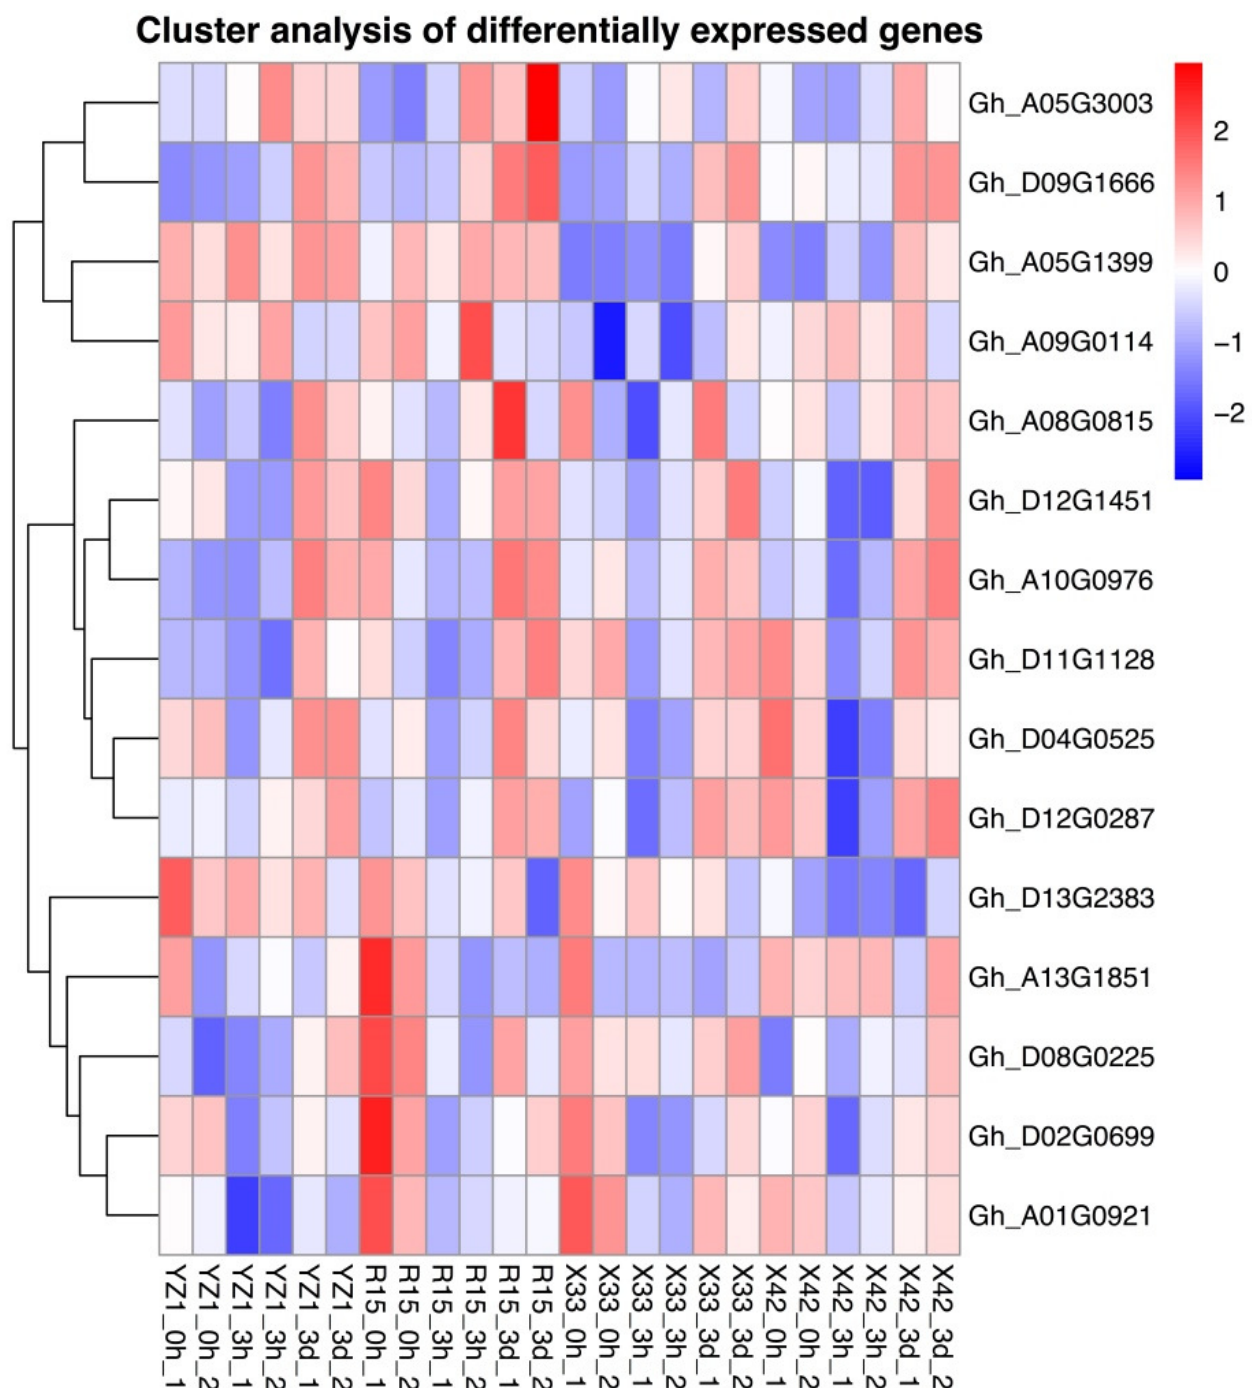 Cluster analysis of differentially expressed genes
Gh_A05G3003
Gh_D09G1666
Gh_A05G1399
Gh_A09G0114
Gh_A08G0815
Gh_D12G1451
Gh_A10G0976
Gh_D11G1128
Gh_D04G0525
Gh_D12G0287
Gh_D13G2383
Gh_A13G1851
Gh_D08G0225
Gh_D02G0699
Gh_A01G0921
2
1
0
−1
−2
YZ1_0h_1
YZ1_0h_2
YZ1_3h_1
YZ1_3h_2
YZ1_3d_1
YZ1_3d_2
R15_0h_1
R15_0h_2
R15_3h_1
R15_3h_2
R15_3d_1
R15_3d_2
X33_0h_1
X33_0h_2
X33_3h_1
X33_3h_2
X33_3d_1
X33_3d_2
X42_0h_1
X42_0h_2
X42_3h_1
X42_3h_2
X42_3d_1
X42_3d_2